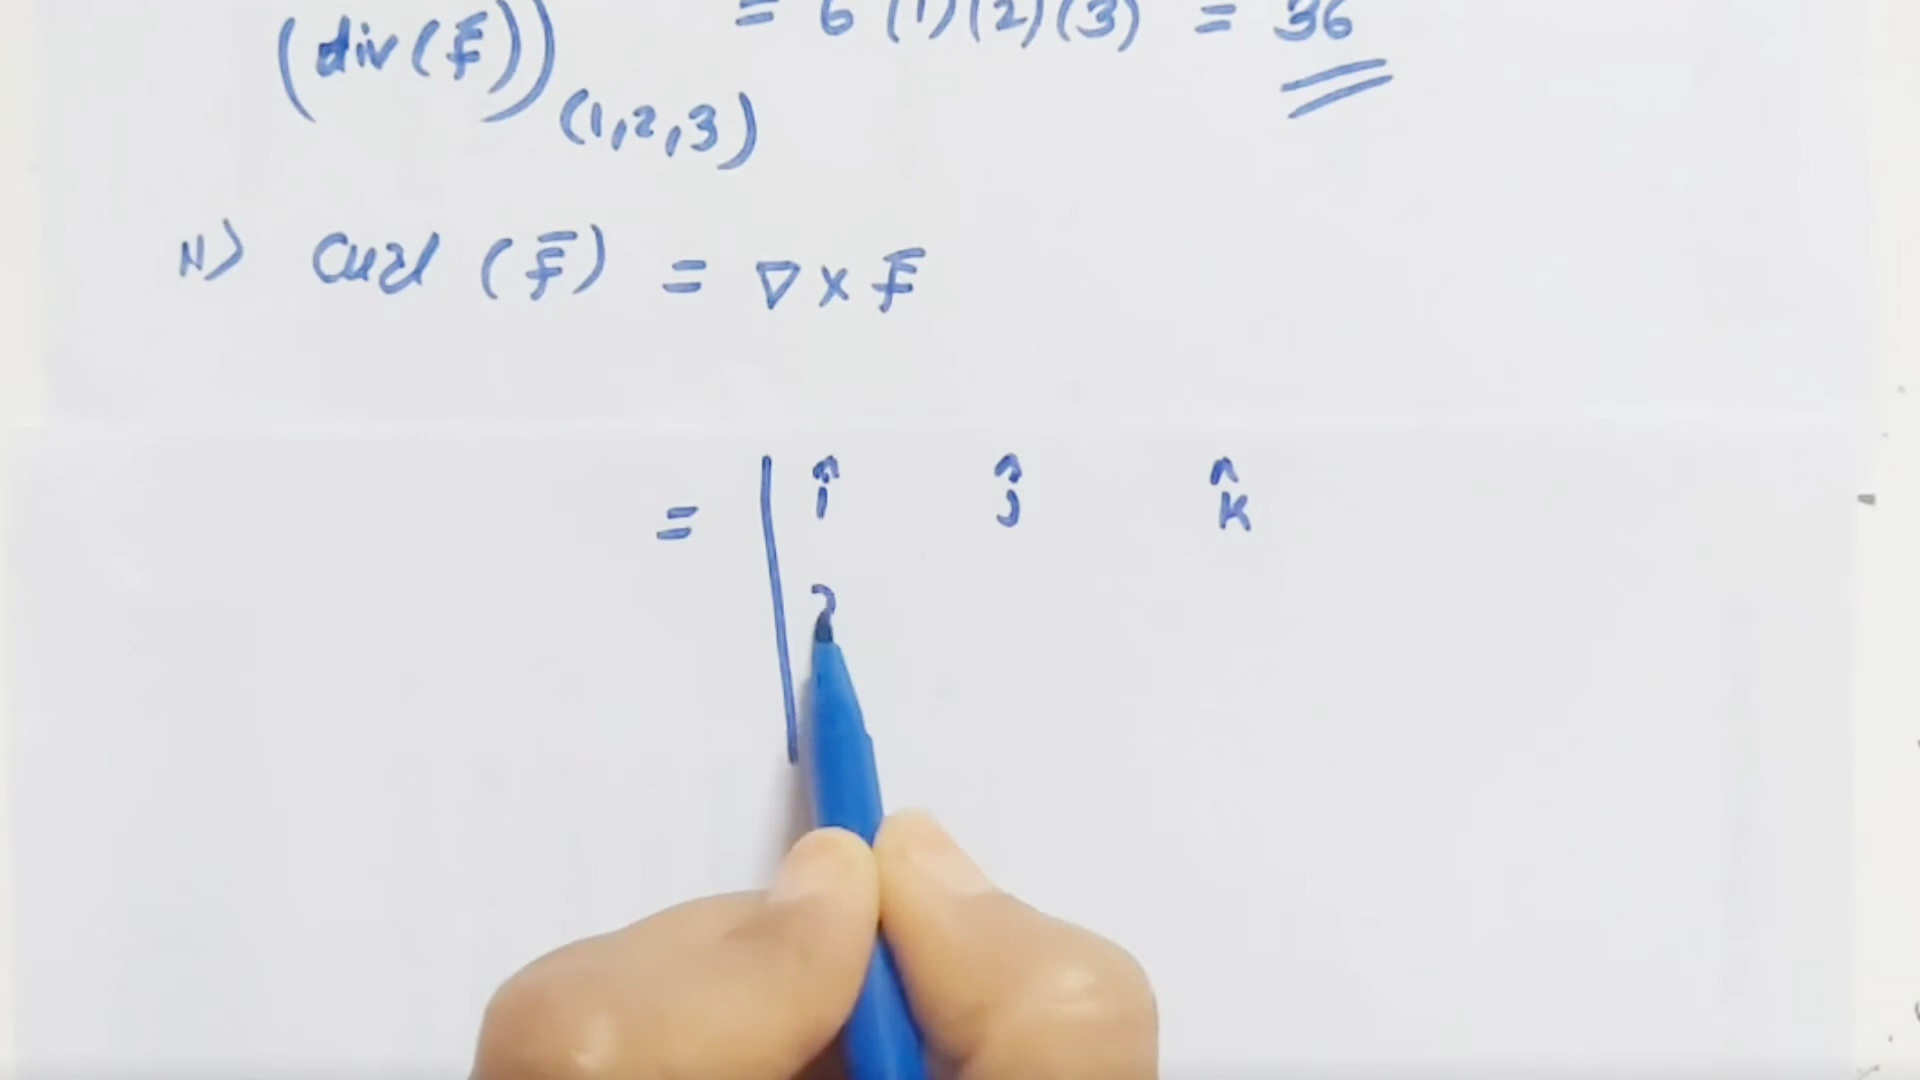 (div(F̄))(1,2,3) = 6 (1)(2)(3) = 36
ii) Curl (F̄) = ∇ × F̄
= | î ĵ k̂
∂